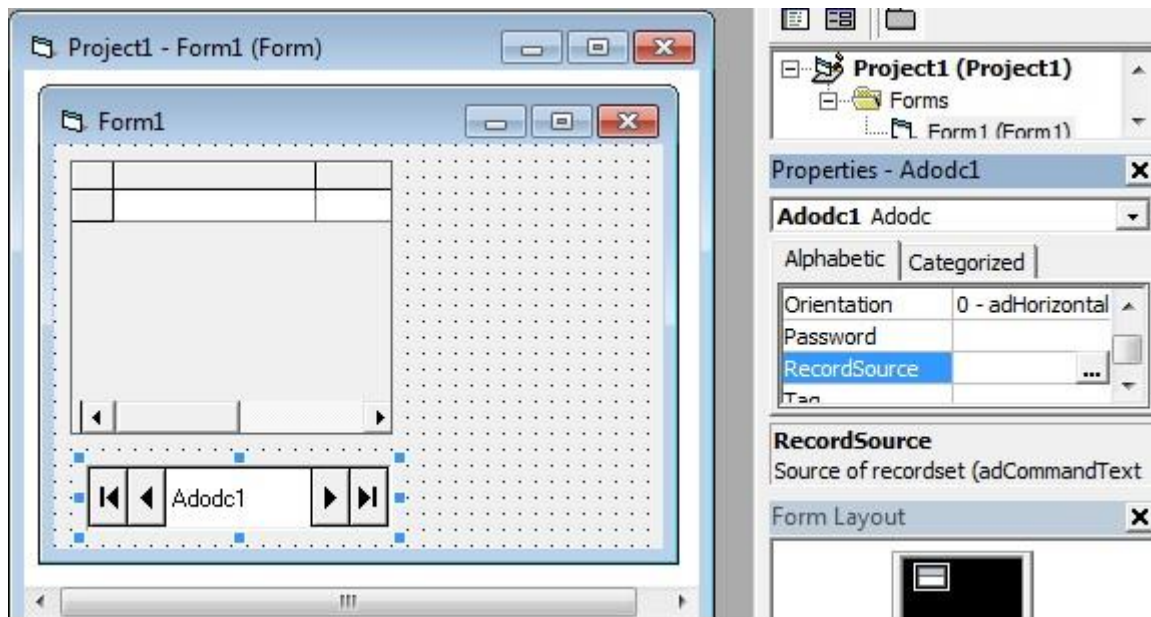 Project1 - Form1 (Form)
Form1
Adodc1
Project1 (Project1)
Forms
Form1 (Form1)
Properties - Adodc1
Adodc1 Adodc
Alphabetic Categorized
Orientation 0 - adHorizontal
Password
RecordSource ...
Tag
RecordSource
Source of recordset (adCommandText
Form Layout